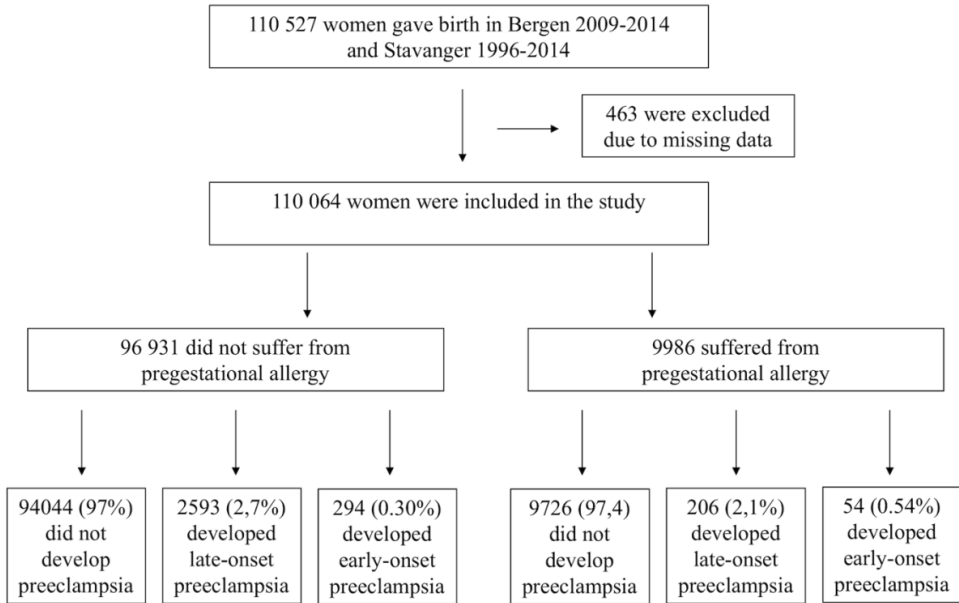 110 527 women gave birth in Bergen 2009-2014
and Stavanger 1996-2014
463 were excluded
due to missing data
110 064 women were included in the study
96 931 did not suffer from
pregestational allergy
9986 suffered from
pregestational allergy
94044 (97%)
did not
develop
preeclampsia
2593 (2,7%)
developed
late-onset
preeclampsia
294 (0.30%)
developed
early-onset
preeclampsia
9726 (97,4)
did not
develop
preeclampsia
206 (2,1%)
developed
late-onset
preeclampsia
54 (0.54%)
developed
early-onset
preeclampsia